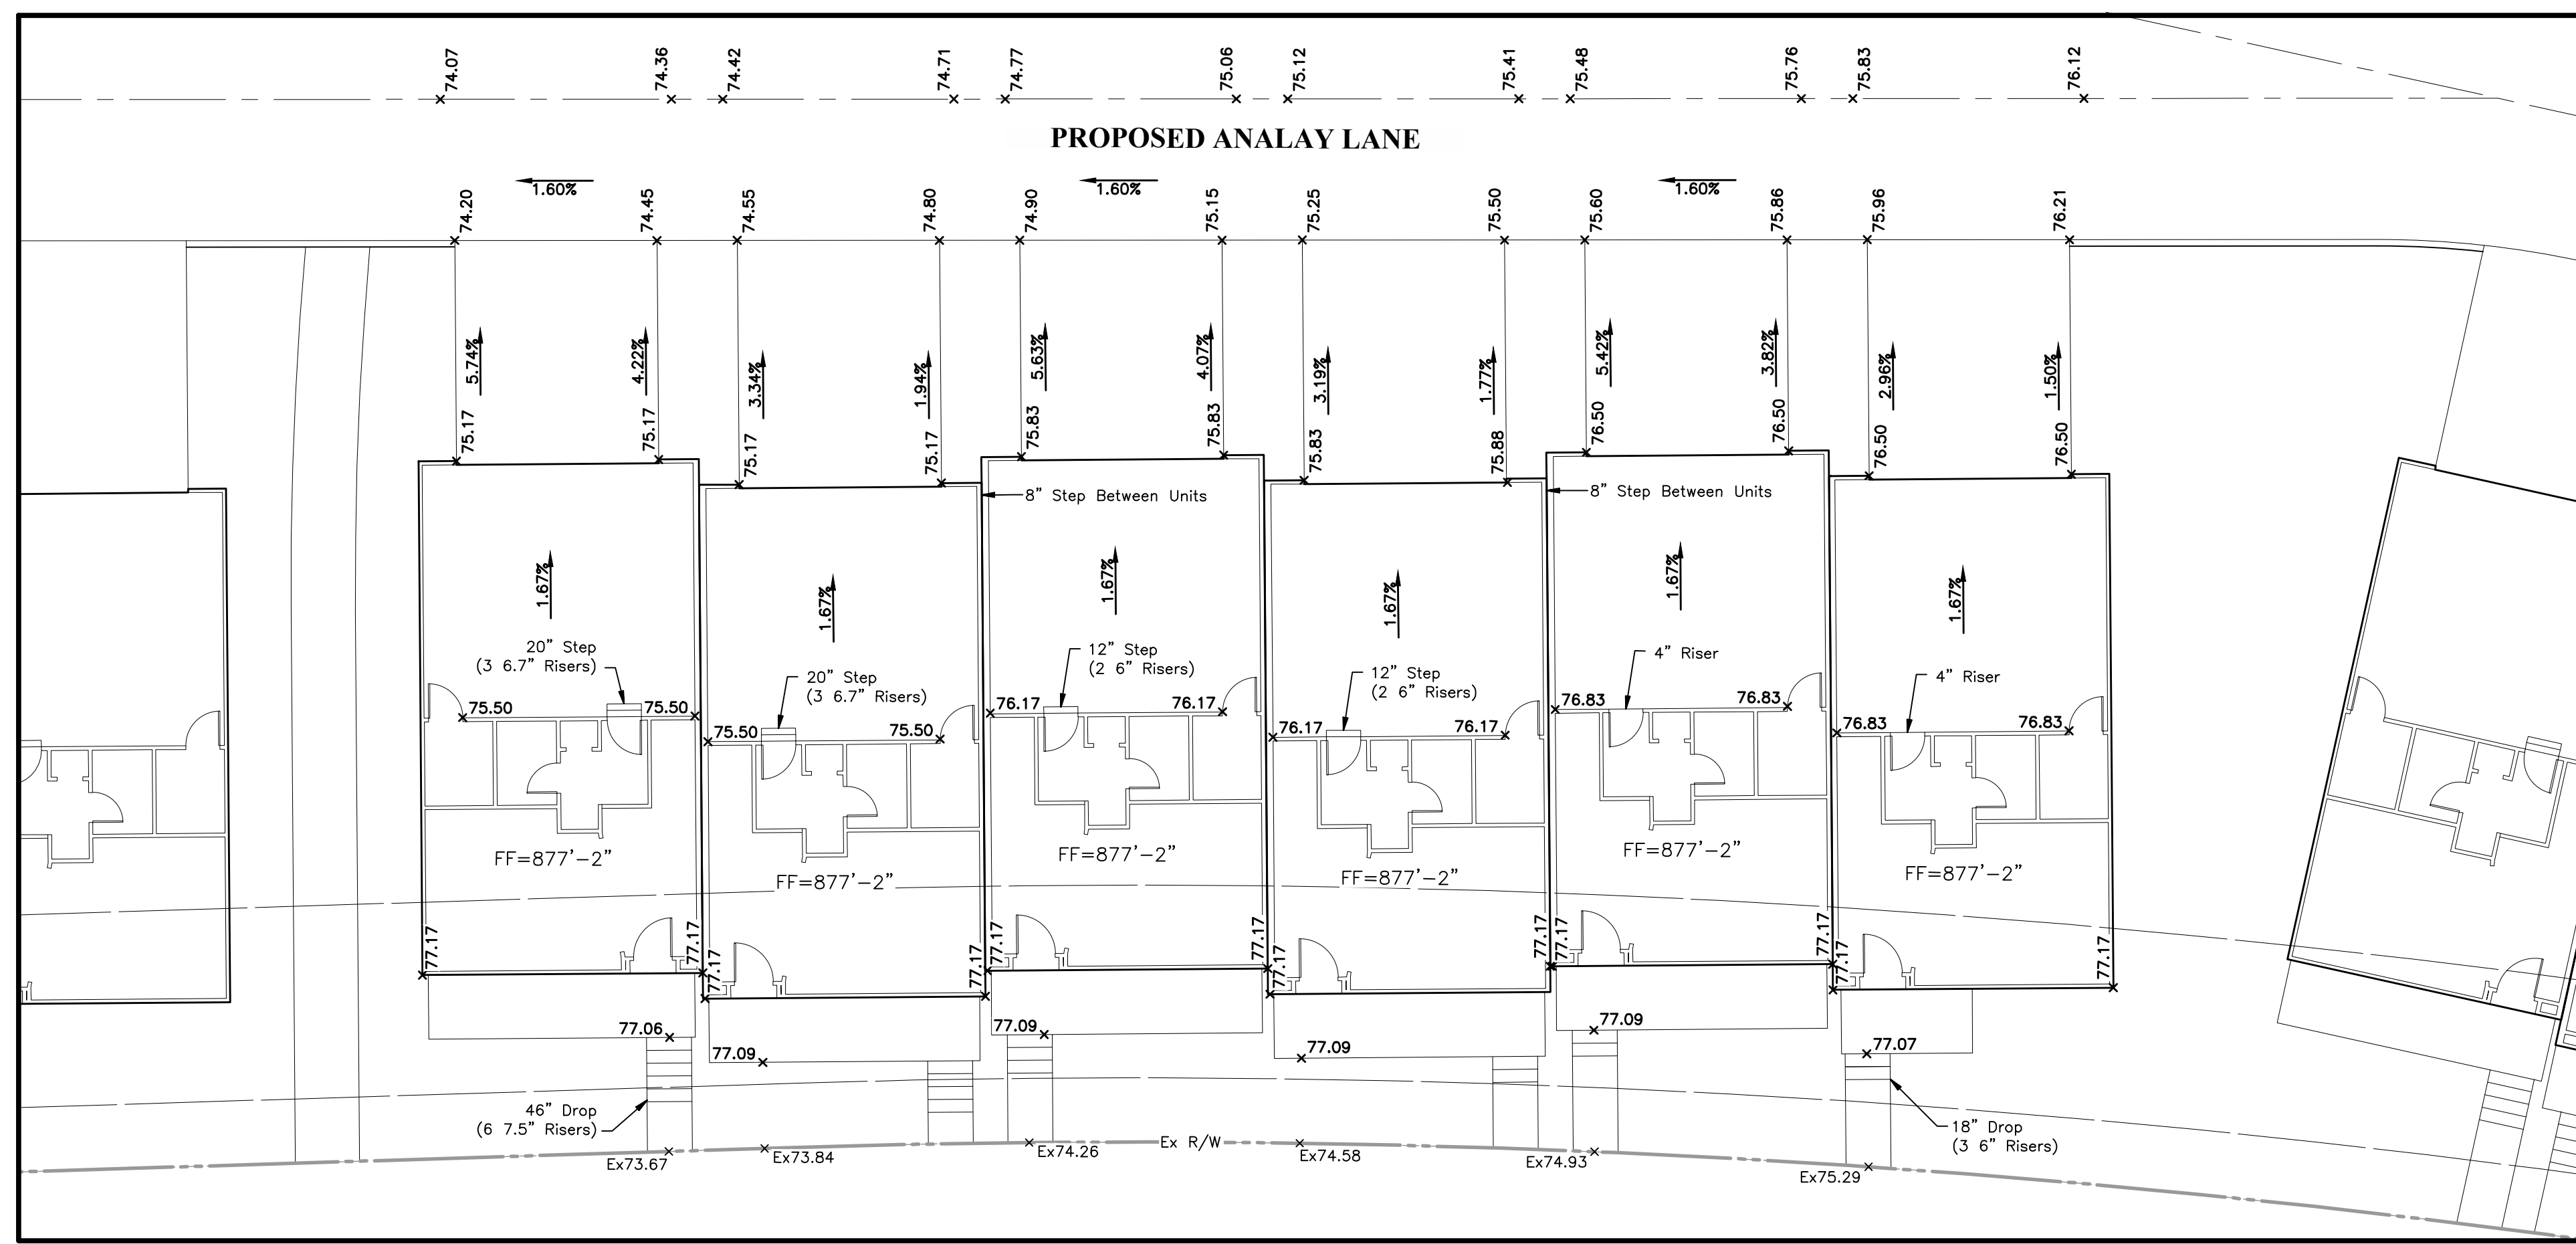 74.07
74.36
74.42
74.71
74.77
75.06
75.12
75.41
75.48
75.76
75.83
76.12
PROPOSED ANALAY LANE
1.60%
1.60%
1.60%
74.20
74.45
74.55
74.80
74.90
75.15
75.25
75.50
75.60
75.86
75.96
76.21
5.74%
4.22%
3.34%
1.94%
5.63%
4.07%
3.19%
1.77%
5.42%
3.82%
2.96%
1.50%
75.17
75.17
75.17
75.17
75.83
75.83
75.83
75.88
76.50
76.50
76.50
76.50
8" Step Between Units
8" Step Between Units
1.67%
1.67%
1.67%
1.67%
1.67%
1.67%
20" Step
(3 6.7" Risers)
20" Step
(3 6.7" Risers)
12" Step
(2 6" Risers)
12" Step
(2 6" Risers)
4" Riser
4" Riser
75.50
75.50
75.50
75.50
76.17
76.17
76.17
76.17
76.83
76.83
76.83
76.83
FF=877'-2"
FF=877'-2"
FF=877'-2"
FF=877'-2"
FF=877'-2"
FF=877'-2"
77.17
77.17
77.17
77.17
77.17
77.17
77.17
77.17
77.17
77.17
77.17
77.17
77.06
77.09
77.09
77.09
77.09
77.07
46" Drop
(6 7.5" Risers)
18" Drop
(3 6" Risers)
Ex73.67
Ex73.84
Ex74.26
Ex R/W
Ex74.58
Ex74.93
Ex75.29